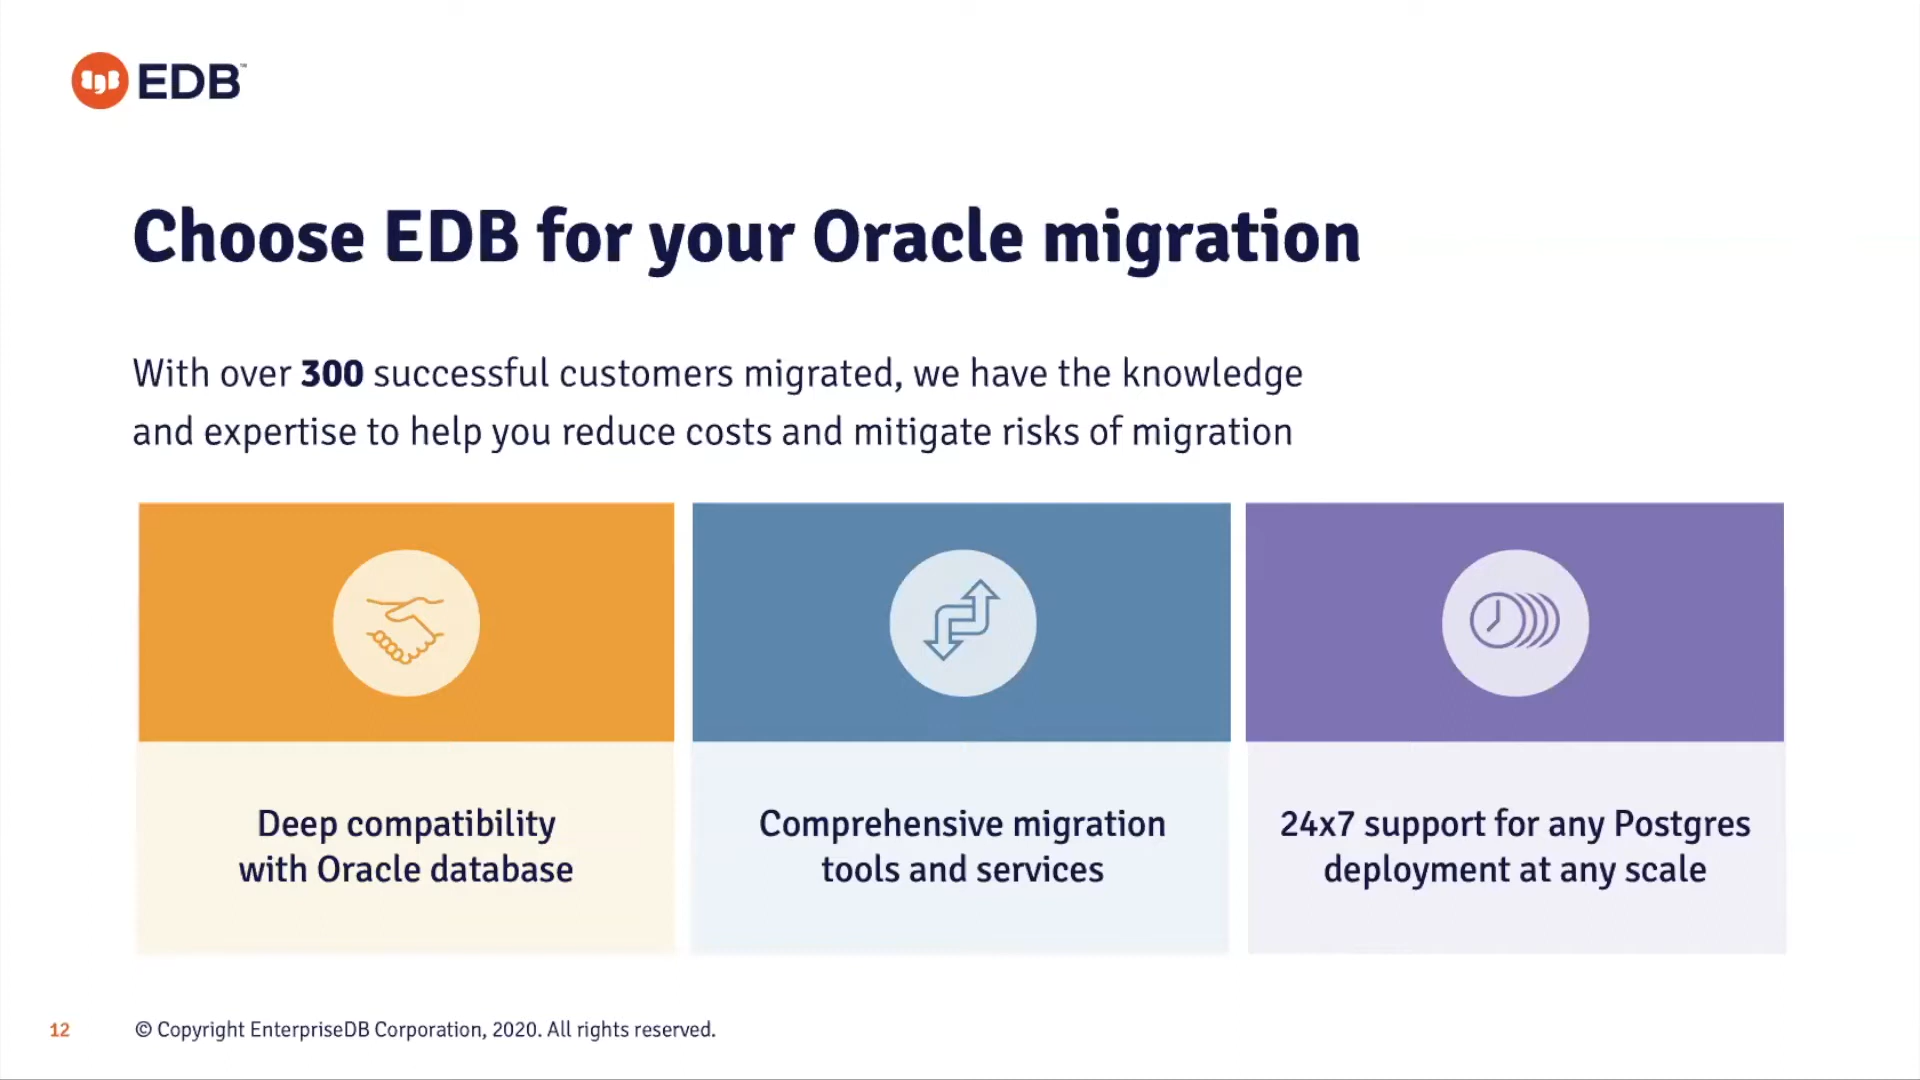 EDB™
Choose EDB for your Oracle migration
With over 300 successful customers migrated, we have the knowledge
and expertise to help you reduce costs and mitigate risks of migration
Deep compatibility
with Oracle database
Comprehensive migration
tools and services
24x7 support for any Postgres
deployment at any scale
12
© Copyright EnterpriseDB Corporation, 2020. All rights reserved.